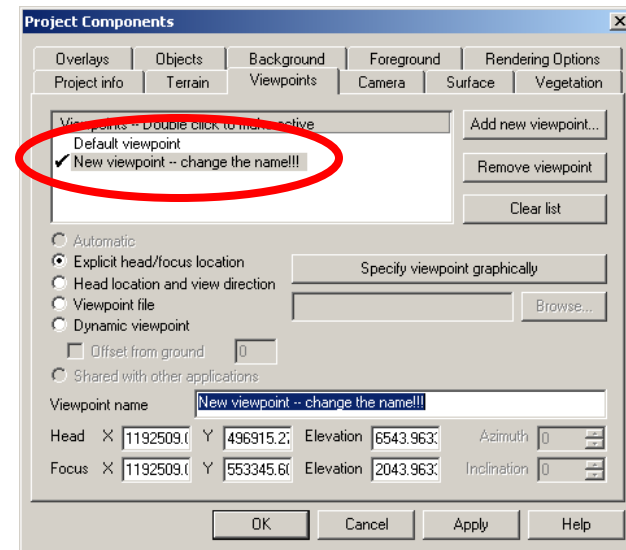 Project Components
Overlays Objects Background Foreground Rendering Options
Project info Terrain Viewpoints Camera Surface Vegetation
Viewpoints -- Double click to make active
Default viewpoint
New viewpoint -- change the name!!!
Add new viewpoint...
Remove viewpoint
Clear list
Automatic
Explicit head/focus location
Specify viewpoint graphically
Head location and view direction
Viewpoint file
Browse...
Dynamic viewpoint
Offset from ground 0
Shared with other applications
Viewpoint name New viewpoint -- change the name!!!
Head X 1192509.( Y 496915.2 Elevation 6543.963 Azimuth 0
Focus X 1192509.( Y 553345.6( Elevation 2043.963 Inclination 0
OK Cancel Apply Help